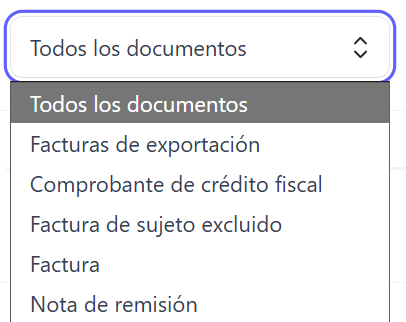 Todos los documentos
Todos los documentos
Facturas de exportación
Comprobante de crédito fiscal
Factura de sujeto excluido
Factura
Nota de remisión